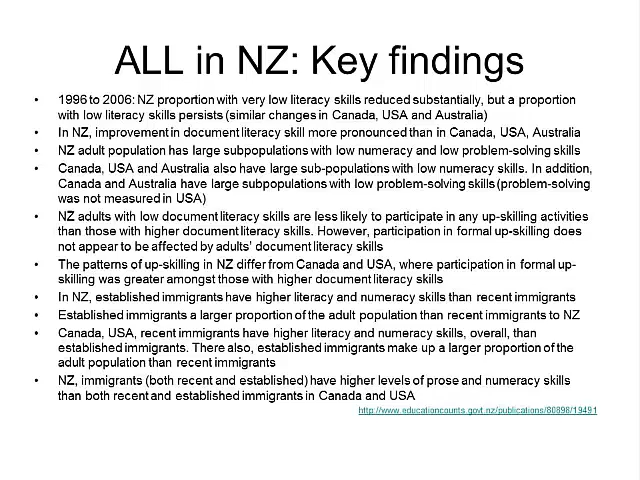 ALL in NZ: Key findings
• 1996 to 2006: NZ proportion with very low literacy skills reduced substantially, but a proportion
with low literacy skills persists (similar changes in Canada, USA and Australia)
• In NZ, improvement in document literacy skill more pronounced than in Canada, USA, Australia
• NZ adult population has large subpopulations with low numeracy and low problem-solving skills
• Canada, USA and Australia also have large sub-populations with low numeracy skills. In addition,
Canada and Australia have large subpopulations with low problem-solving skills (problem-solving
was not measured in USA)
• NZ adults with low document literacy skills are less likely to participate in any up-skilling activities
than those with higher document literacy skills. However, participation in formal up-skilling does
not appear to be affected by adults' document literacy skills
• The patterns of up-skilling in NZ differ from Canada and USA, where participation in formal up-
skilling was greater amongst those with higher document literacy skills
• In NZ, established immigrants have higher literacy and numeracy skills than recent immigrants
• Established immigrants a larger proportion of the adult population than recent immigrants to NZ
• Canada, USA, recent immigrants have higher literacy and numeracy skills, overall, than
established immigrants. There also, established immigrants make up a larger proportion of the
adult population than recent immigrants
• NZ, immigrants (both recent and established) have higher levels of prose and numeracy skills
than both recent and established immigrants in Canada and USA
http://www.educationcounts.govt.nz/publications/80898/19491